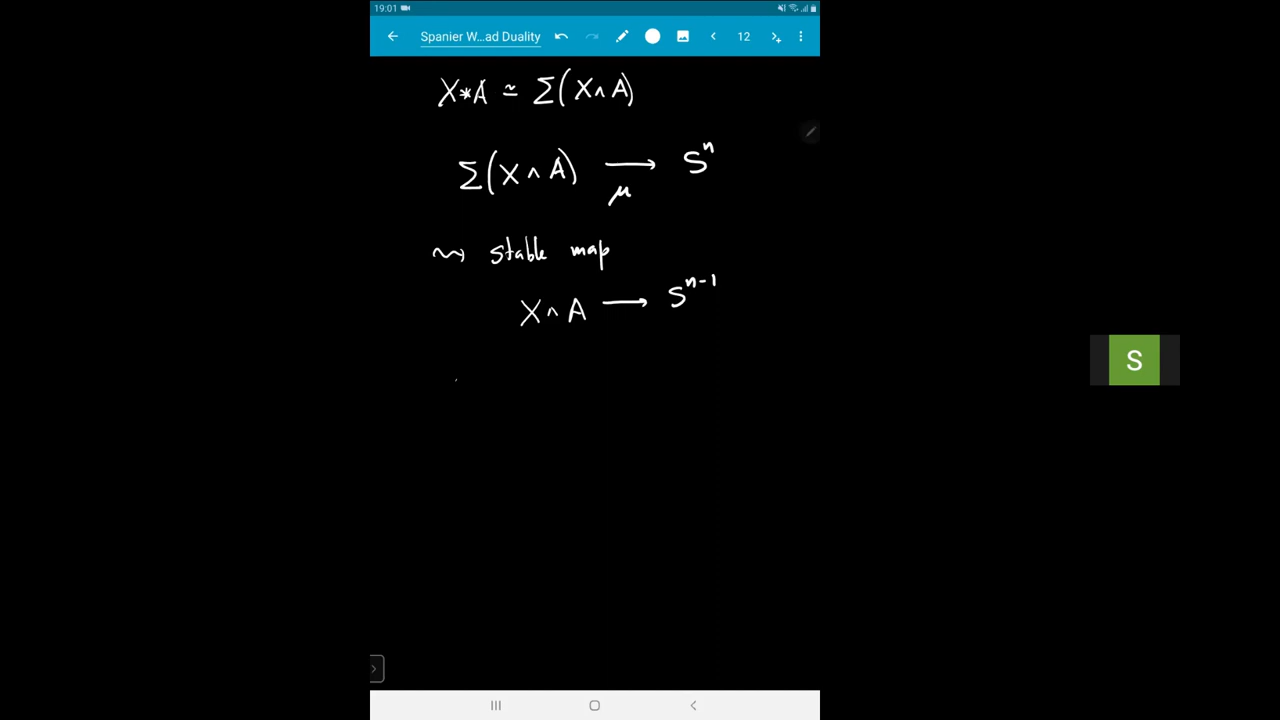 19:01
Spanier W...ad Duality 12
X*A ≃ Σ(X∧A)
Σ(X∧A) ⟶ Sⁿ
μ
⇝ stable map
X∧A ⟶ Sⁿ⁻¹
S